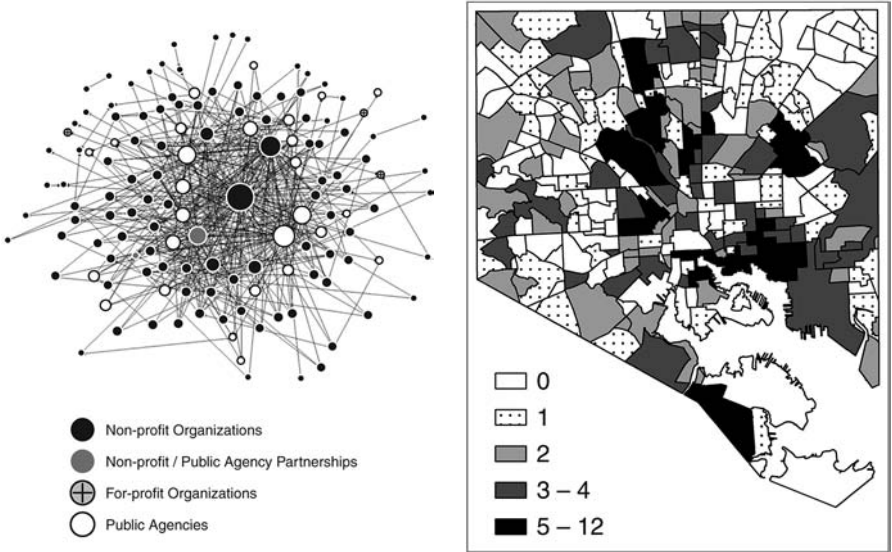 Non-profit Organizations
Non-profit / Public Agency Partnerships
For-profit Organizations
Public Agencies
0
1
2
3 – 4
5 – 12